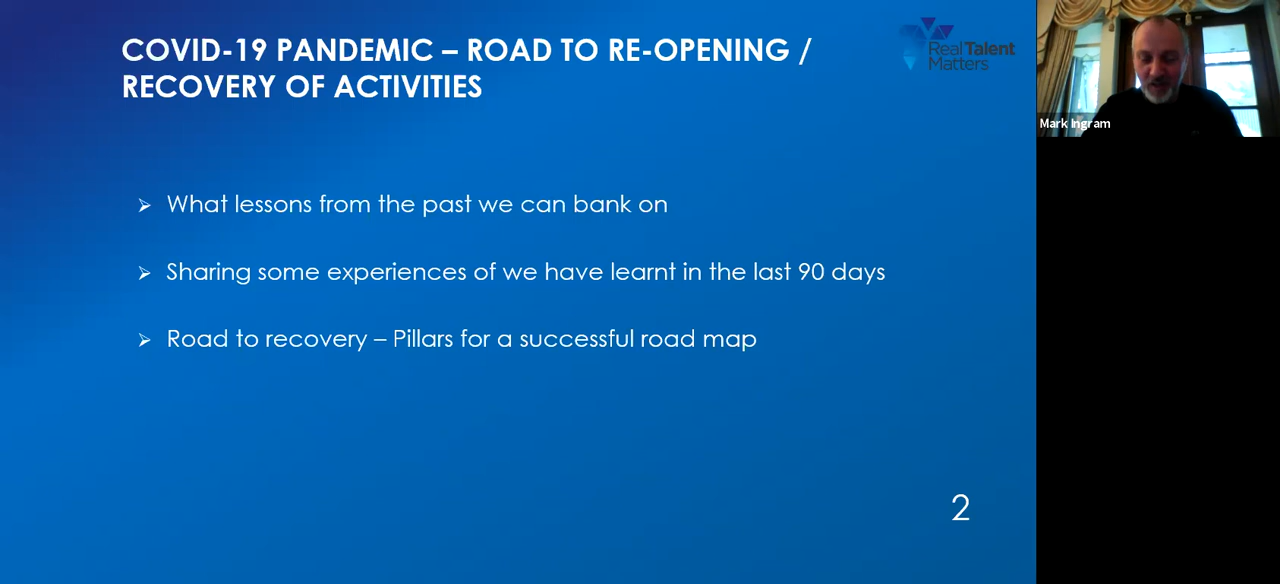 COVID-19 PANDEMIC – ROAD TO RE-OPENING /
RECOVERY OF ACTIVITIES
RealTalent
Matters
Mark Ingram
What lessons from the past we can bank on
Sharing some experiences of we have learnt in the last 90 days
Road to recovery – Pillars for a successful road map
2